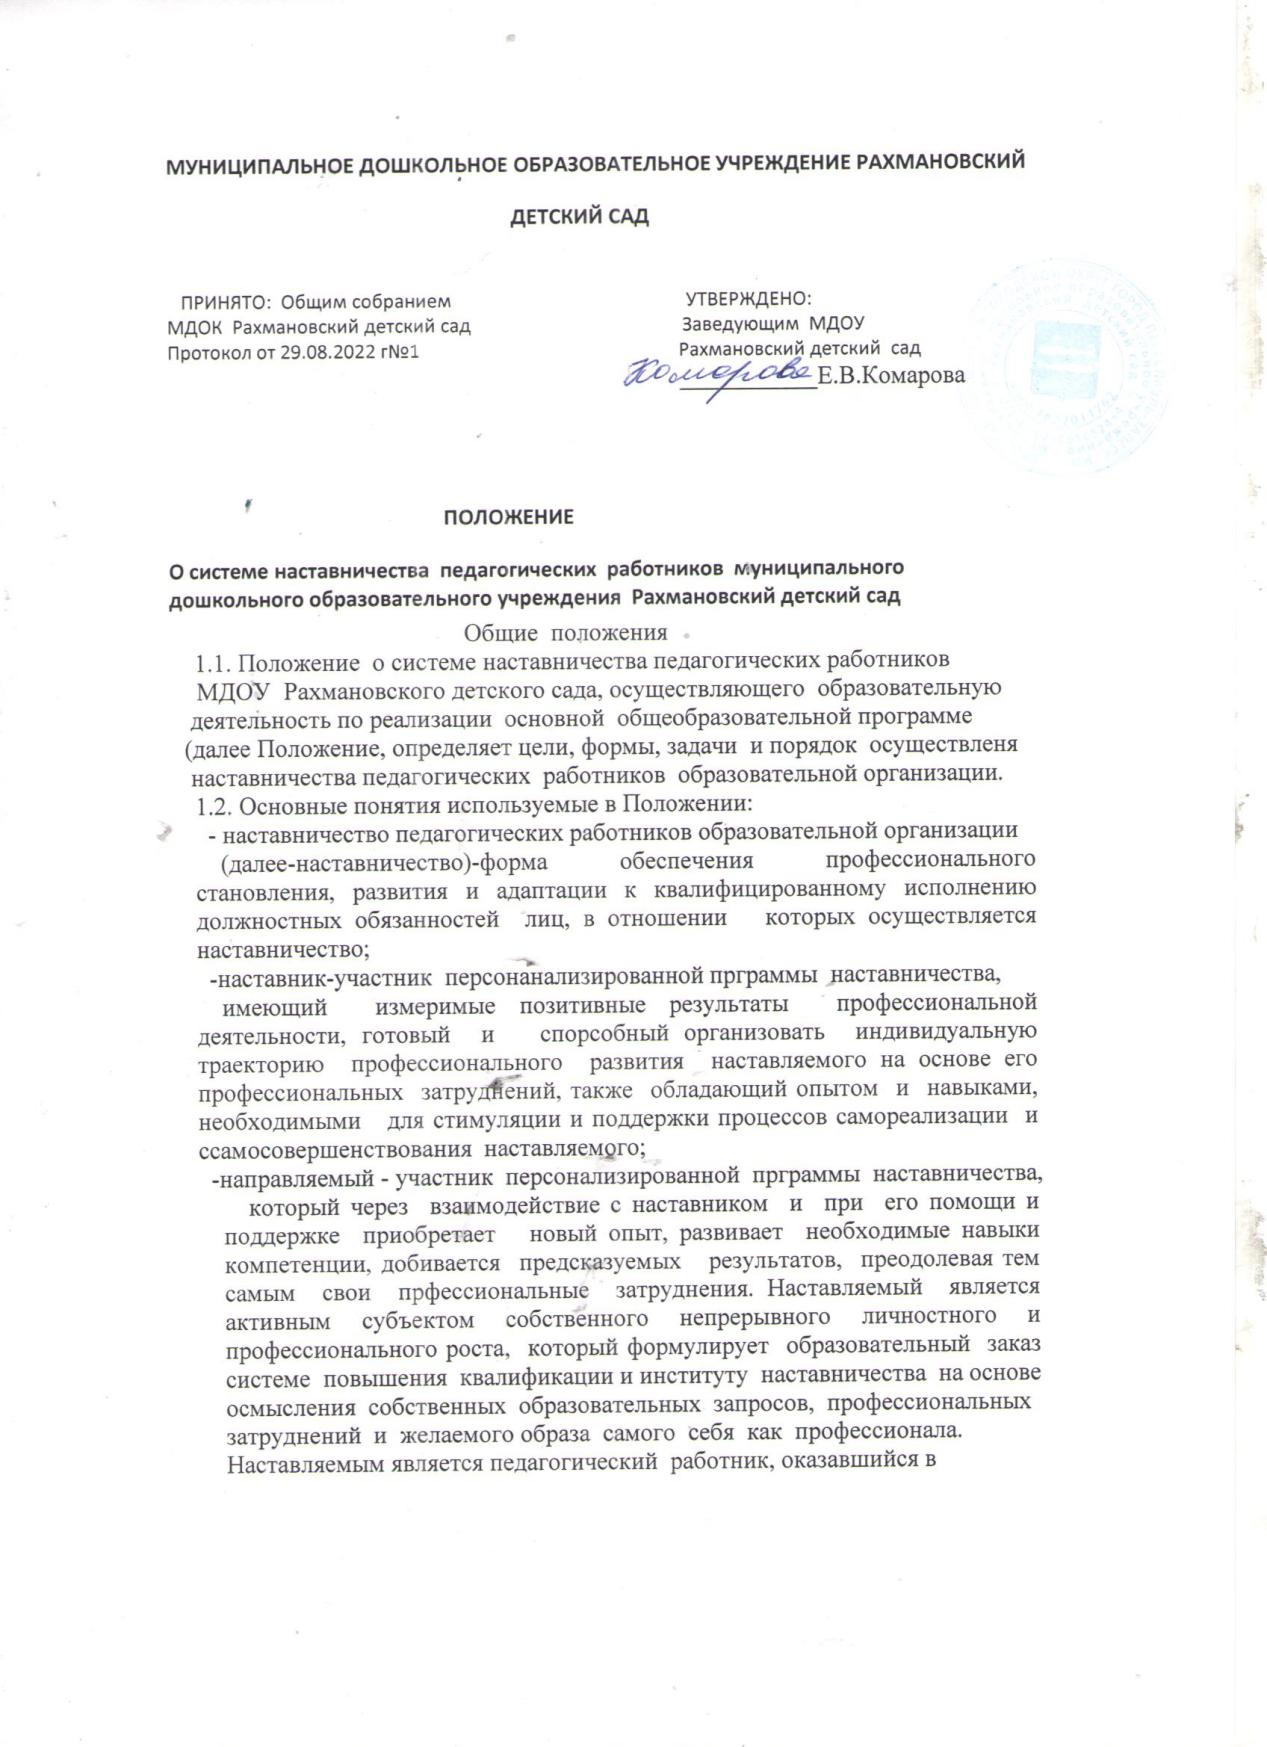 МУНИЦИПАЛЬНОЕ ДОШКОЛЬНОЕ ОБРАЗОВАТЕЛЬНОЕ УЧРЕЖДЕНИЕ РАХМАНОВСКИЙ
ДЕТСКИЙ САД
ПРИНЯТО: Общим собранием
МДОК Рахмановский детский сад
Протокол от 29.08.2022 г№1
УТВЕРЖДЕНО:
Заведующим МДОУ
Рахмановский детский сад
Комарова Е.В.Комарова
ПОЛОЖЕНИЕ
О системе наставничества педагогических работников муниципального
дошкольного образовательного учреждения Рахмановский детский сад
Общие положения
1.1. Положение о системе наставничества педагогических работников
МДОУ Рахмановского детского сада, осуществляющего образовательную
деятельность по реализации основной общеобразовательной программе
(далее Положение, определяет цели, формы, задачи и порядок осуществленя
наставничества педагогических работников образовательной организации.
1.2. Основные понятия используемые в Положении:
- наставничество педагогических работников образовательной организации
(далее-наставничество)-форма обеспечения профессионального
становления, развития и адаптации к квалифицированному исполнению
должностных обязанностей лиц, в отношении которых осуществляется
наставничество;
-наставник-участник персонанализированной прграммы наставничества,
имеющий измеримые позитивные результаты профессиональной
деятельности, готовый и спорсобный организовать индивидуальную
траекторию профессионального развития наставляемого на основе его
профессиональных затруднений, также обладающий опытом и навыками,
необходимыми для стимуляции и поддержки процессов самореализации и
ссамосовершенствования наставляемого;
-направляемый - участник персонализированной прграммы наставничества,
который через взаимодействие с наставником и при его помощи и
поддержке приобретает новый опыт, развивает необходимые навыки
компетенции, добивается предсказуемых результатов, преодолевая тем
самым свои прфессиональные затруднения. Наставляемый является
активным субъектом собственного непрерывного личностного и
профессионального роста, который формулирует образовательный заказ
системе повышения квалификации и институту наставничества на основе
осмысления собственных образовательных запросов, профессиональных
затруднений и желаемого образа самого себя как профессионала.
Наставляемым является педагогический работник, оказавшийся в